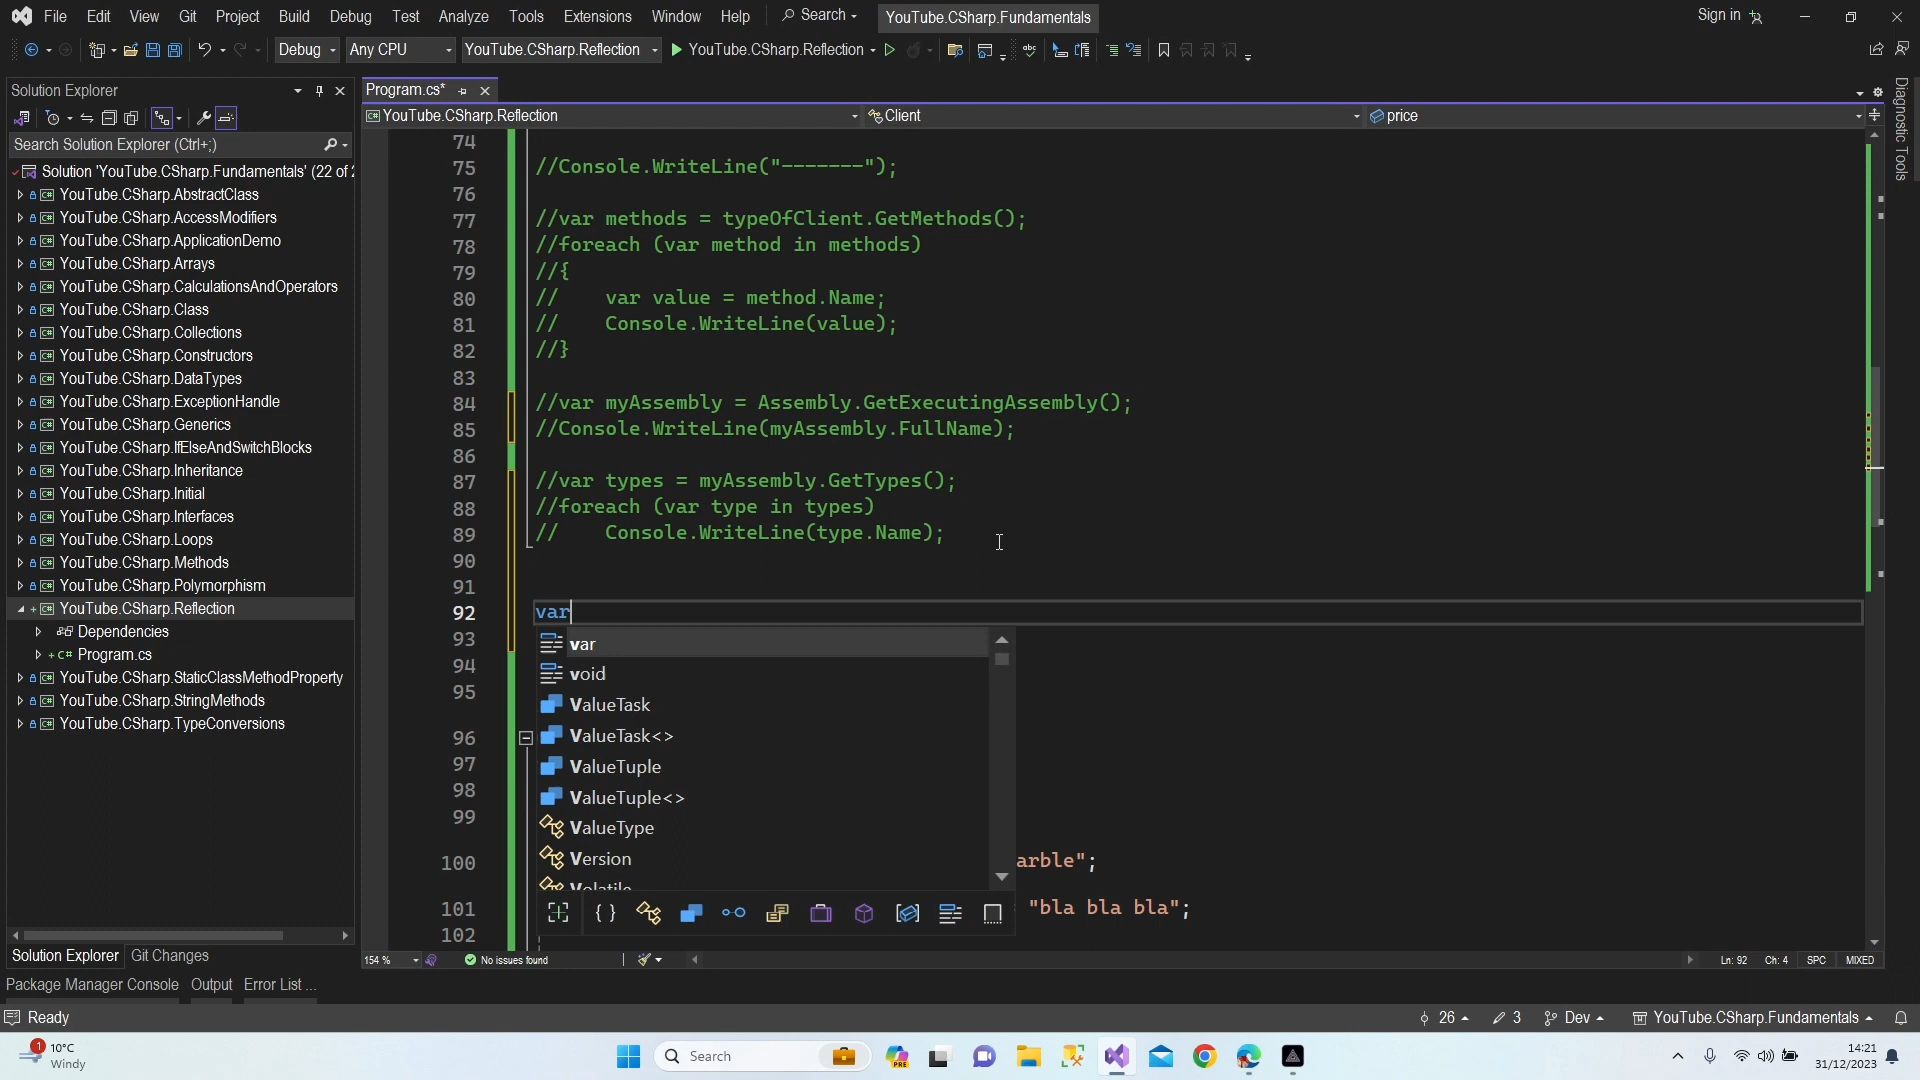 File Edit View Git Project Build Debug Test Analyze Tools Extensions Window Help Search YouTube.CSharp.Fundamentals Sign in
Debug Any CPU YouTube.CSharp.Reflection YouTube.CSharp.Reflection
Solution Explorer
Search Solution Explorer (Ctrl+;)
Solution 'YouTube.CSharp.Fundamentals' (22 of 2
YouTube.CSharp.AbstractClass
YouTube.CSharp.AccessModifiers
YouTube.CSharp.ApplicationDemo
YouTube.CSharp.Arrays
YouTube.CSharp.CalculationsAndOperators
YouTube.CSharp.Class
YouTube.CSharp.Collections
YouTube.CSharp.Constructors
YouTube.CSharp.DataTypes
YouTube.CSharp.ExceptionHandle
YouTube.CSharp.Generics
YouTube.CSharp.IfElseAndSwitchBlocks
YouTube.CSharp.Inheritance
YouTube.CSharp.Initial
YouTube.CSharp.Interfaces
YouTube.CSharp.Loops
YouTube.CSharp.Methods
YouTube.CSharp.Polymorphism
YouTube.CSharp.Reflection
Dependencies
Program.cs
YouTube.CSharp.StaticClassMethodProperty
YouTube.CSharp.StringMethods
YouTube.CSharp.TypeConversions
Solution Explorer Git Changes
Program.cs*
YouTube.CSharp.Reflection Client price
74
75 //Console.WriteLine("-------");
76
77 //var methods = typeOfClient.GetMethods();
78 //foreach (var method in methods)
79 //{
80 //    var value = method.Name;
81 //    Console.WriteLine(value);
82 //}
83
84 //var myAssembly = Assembly.GetExecutingAssembly();
85 //Console.WriteLine(myAssembly.FullName);
86
87 //var types = myAssembly.GetTypes();
88 //foreach (var type in types)
89 //    Console.WriteLine(type.Name);
90
91
92 var
93
94
95
96
97
98
99
100 arble";
101 "bla bla bla";
102
var
void
ValueTask
ValueTask<>
ValueTuple
ValueTuple<>
ValueType
Version
Volatile
Diagnostic Tools
154 % No issues found Ln: 92 Ch: 4 SPC MIXED
Package Manager Console Output Error List ...
Ready 26 3 Dev YouTube.CSharp.Fundamentals
1 10°C
Windy
Search
PRE
14:21
31/12/2023